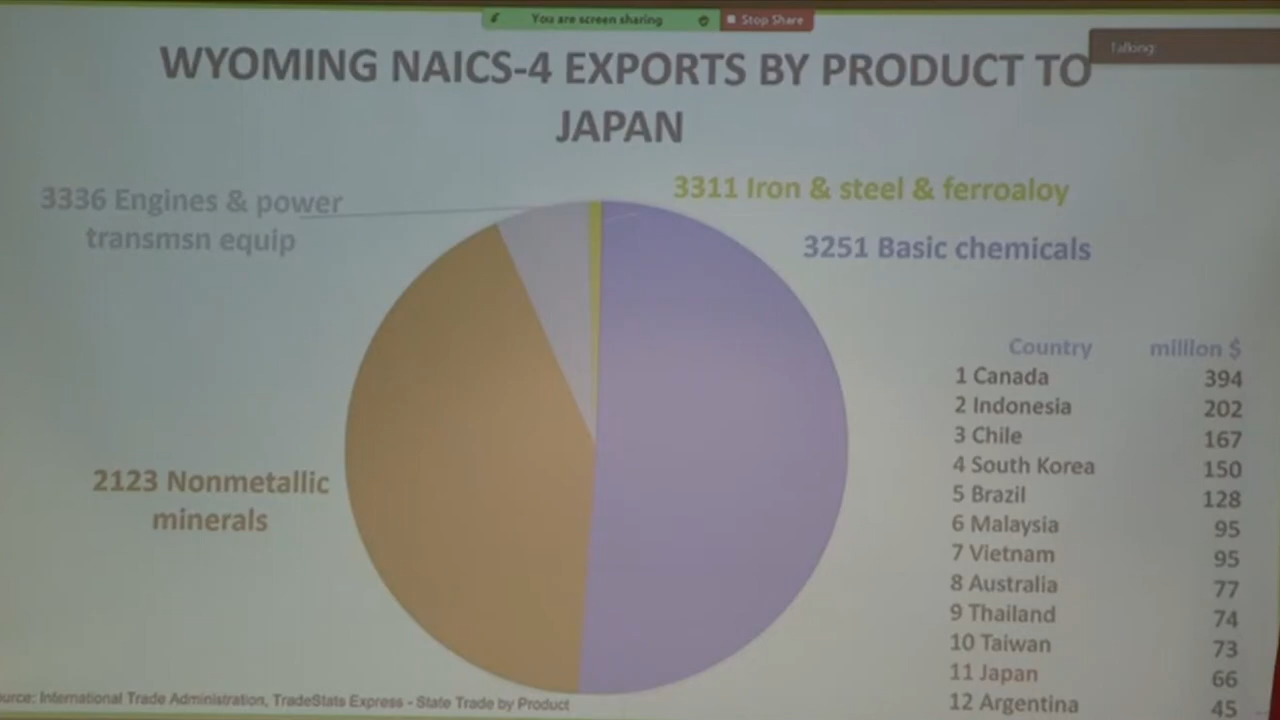 You are screen sharing
Stop Share
Talking:
WYOMING NAICS-4 EXPORTS BY PRODUCT TO
JAPAN
3336 Engines & power
transmsn equip
3311 Iron & steel & ferroaloy
3251 Basic chemicals
2123 Nonmetallic
minerals
Country million $
1 Canada 394
2 Indonesia 202
3 Chile 167
4 South Korea 150
5 Brazil 128
6 Malaysia 95
7 Vietnam 95
8 Australia 77
9 Thailand 74
10 Taiwan 73
11 Japan 66
12 Argentina 45
ource: International Trade Administration, TradeStats Express - State Trade by Product